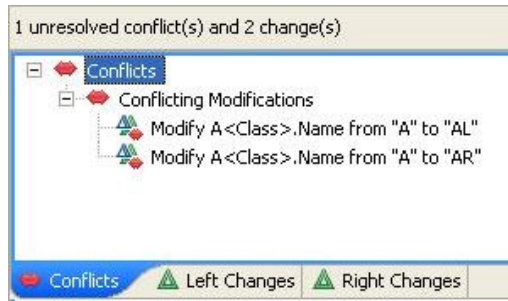 1 unresolved conflict(s) and 2 change(s)
Conflicts
Conflicting Modifications
Modify A<Class>.Name from "A" to "AL"
Modify A<Class>.Name from "A" to "AR"
Conflicts Left Changes Right Changes